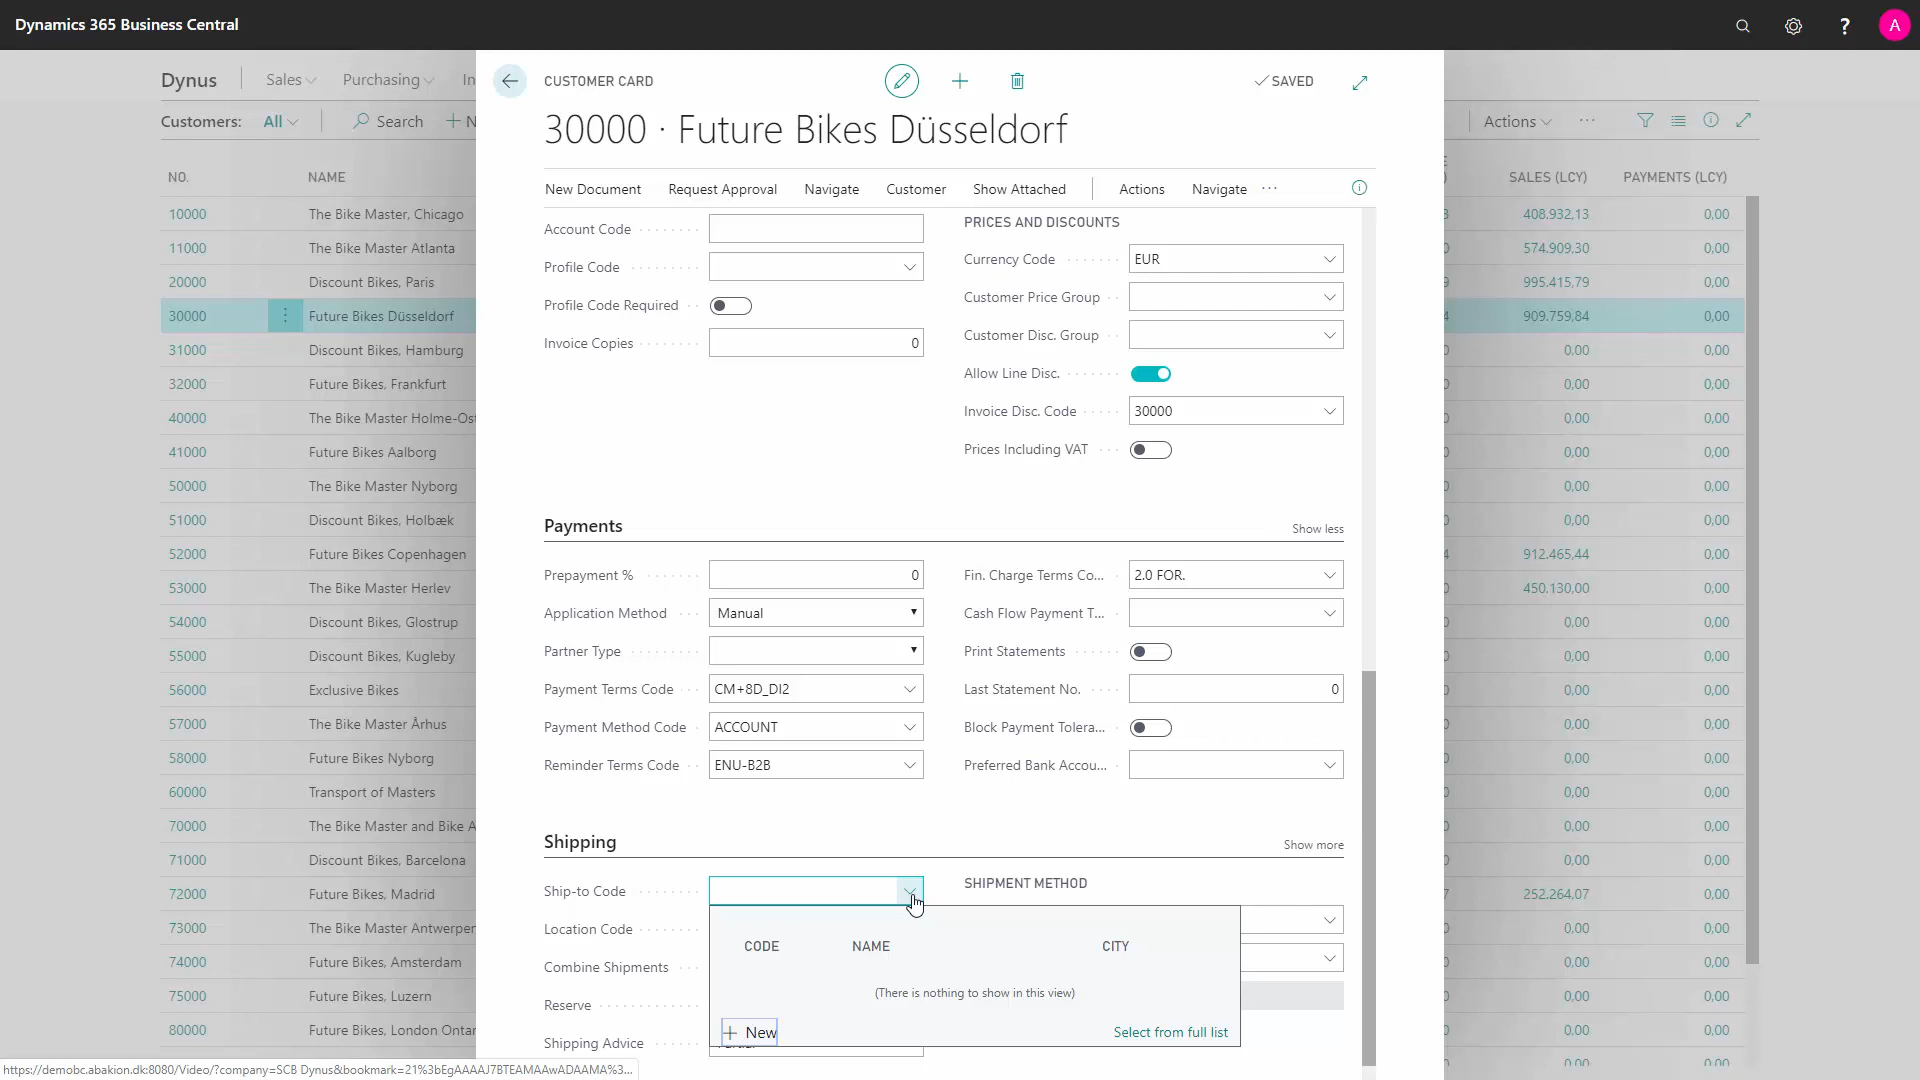 Dynamics 365 Business Central
?
A
Dynus
Sales
Purchasing
In
CUSTOMER CARD
SAVED
Customers:
All
Search
N
30000 · Future Bikes Düsseldorf
Actions
NO.
NAME
New Document
Request Approval
Navigate
Customer
Show Attached
Actions
Navigate
SALES (LCY)
PAYMENTS (LCY)
10000 The Bike Master, Chicago 408.932,13 0,00
11000 The Bike Master Atlanta 574.909,30 0,00
20000 Discount Bikes, Paris 995.415,79 0,00
30000 Future Bikes Düsseldorf 909.759,84 0,00
31000 Discount Bikes, Hamburg 0,00 0,00
32000 Future Bikes, Frankfurt 0,00 0,00
40000 The Bike Master Holme-Ost 0,00 0,00
41000 Future Bikes Aalborg 0,00 0,00
50000 The Bike Master Nyborg 0,00 0,00
51000 Discount Bikes, Holbæk 0,00 0,00
52000 Future Bikes Copenhagen 912.465,44 0,00
53000 The Bike Master Herlev 450.130,00 0,00
54000 Discount Bikes, Glostrup 0,00 0,00
55000 Discount Bikes, Kugleby 0,00 0,00
56000 Exclusive Bikes 0,00 0,00
57000 The Bike Master Århus 0,00 0,00
58000 Future Bikes Nyborg 0,00 0,00
60000 Transport of Masters 0,00 0,00
70000 The Bike Master and Bike A 0,00 0,00
71000 Discount Bikes, Barcelona 0,00 0,00
72000 Future Bikes, Madrid 252.264,07 0,00
73000 The Bike Master Antwerper 0,00 0,00
74000 Future Bikes, Amsterdam 0,00 0,00
75000 Future Bikes, Luzern 0,00 0,00
80000 Future Bikes, London Ontar 0,00 0,00
0,00 0,00
Account Code
Profile Code
Profile Code Required
Invoice Copies 0
PRICES AND DISCOUNTS
Currency Code EUR
Customer Price Group
Customer Disc. Group
Allow Line Disc.
Invoice Disc. Code 30000
Prices Including VAT
Payments
Show less
Prepayment % 0
Application Method Manual
Partner Type
Payment Terms Code CM+8D_DI2
Payment Method Code ACCOUNT
Reminder Terms Code ENU-B2B
Fin. Charge Terms Co... 2.0 FOR.
Cash Flow Payment T...
Print Statements
Last Statement No. 0
Block Payment Tolera...
Preferred Bank Accou...
Shipping
Show more
Ship-to Code
Location Code
Combine Shipments
Reserve
Shipping Advice
SHIPMENT METHOD
CODE NAME CITY
(There is nothing to show in this view)
+ New
Select from full list
https://demobc.abakion.dk:8080/Video/?company=SCB Dynus&bookmark=21%3bEgAAAAJ7BTEAMAAwADAAMA%3...